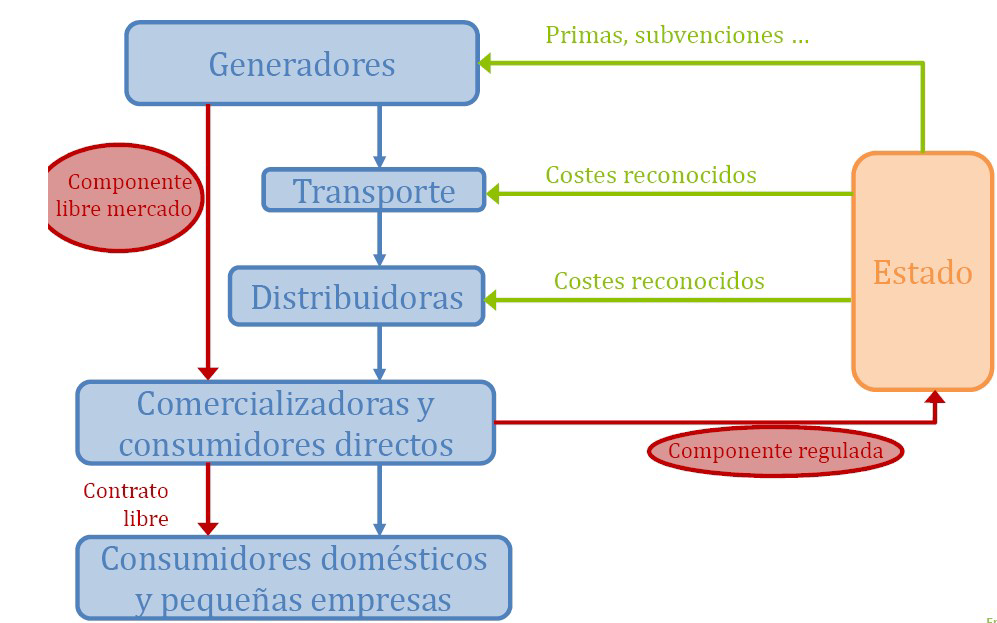 Primas, subvenciones ...
Generadores
Componente
libre mercado
Transporte
Costes reconocidos
Estado
Distribuidoras
Costes reconocidos
Comercializadoras y
consumidores directos
Componente regulada
Contrato
libre
Consumidores domésticos
y pequeñas empresas